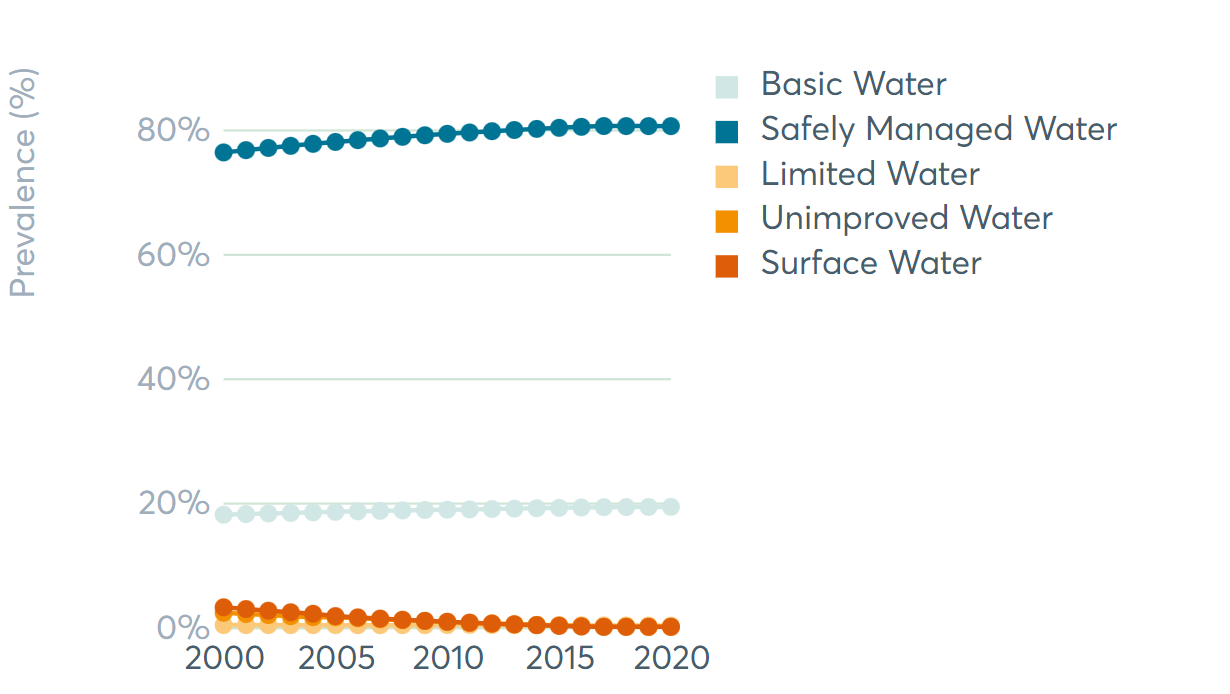 Prevalence (%)
80%
60%
40%
20%
0%
2000 2005 2010 2015 2020
Basic Water
Safely Managed Water
Limited Water
Unimproved Water
Surface Water